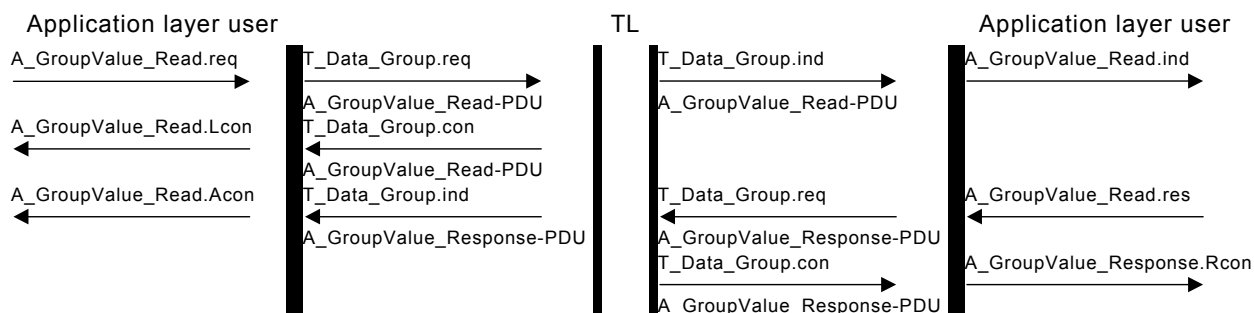 Application layer user TL Application layer user
A_GroupValue_Read.req T_Data_Group.req T_Data_Group.ind A_GroupValue_Read.ind
A_GroupValue_Read-PDU A_GroupValue_Read-PDU
A_GroupValue_Read.Lcon T_Data_Group.con
A_GroupValue_Read-PDU
A_GroupValue_Read.Acon T_Data_Group.ind T_Data_Group.req A_GroupValue_Read.res
A_GroupValue_Response-PDU A_GroupValue_Response-PDU
T_Data_Group.con A_GroupValue_Response.Rcon
A_GroupValue_Response-PDU